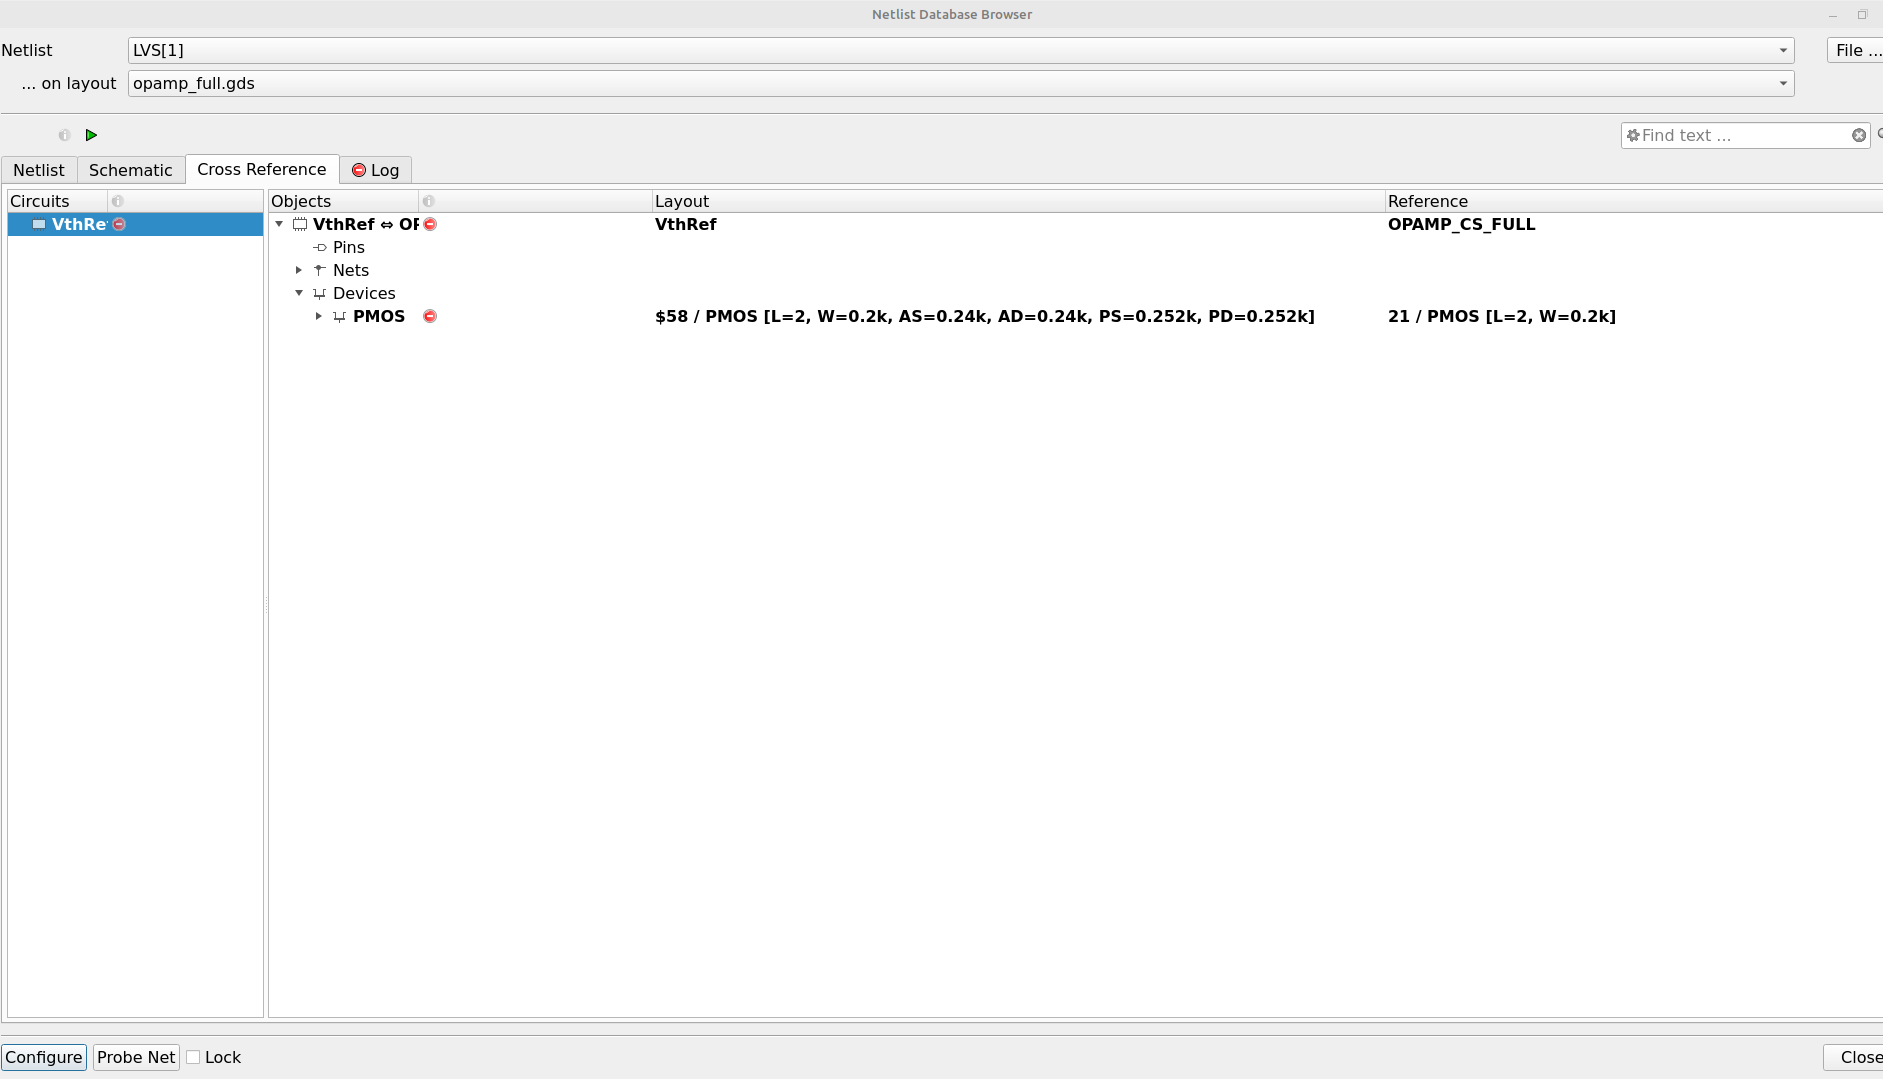 Netlist Database Browser
Netlist LVS[1] File ...
... on layout opamp_full.gds
Find text ...
Netlist Schematic Cross Reference Log
Circuits Objects Layout Reference
VthRe VthRef ⇔ OP VthRef OPAMP_CS_FULL
Pins
Nets
Devices
PMOS $58 / PMOS [L=2, W=0.2k, AS=0.24k, AD=0.24k, PS=0.252k, PD=0.252k] 21 / PMOS [L=2, W=0.2k]
Configure Probe Net Lock Close